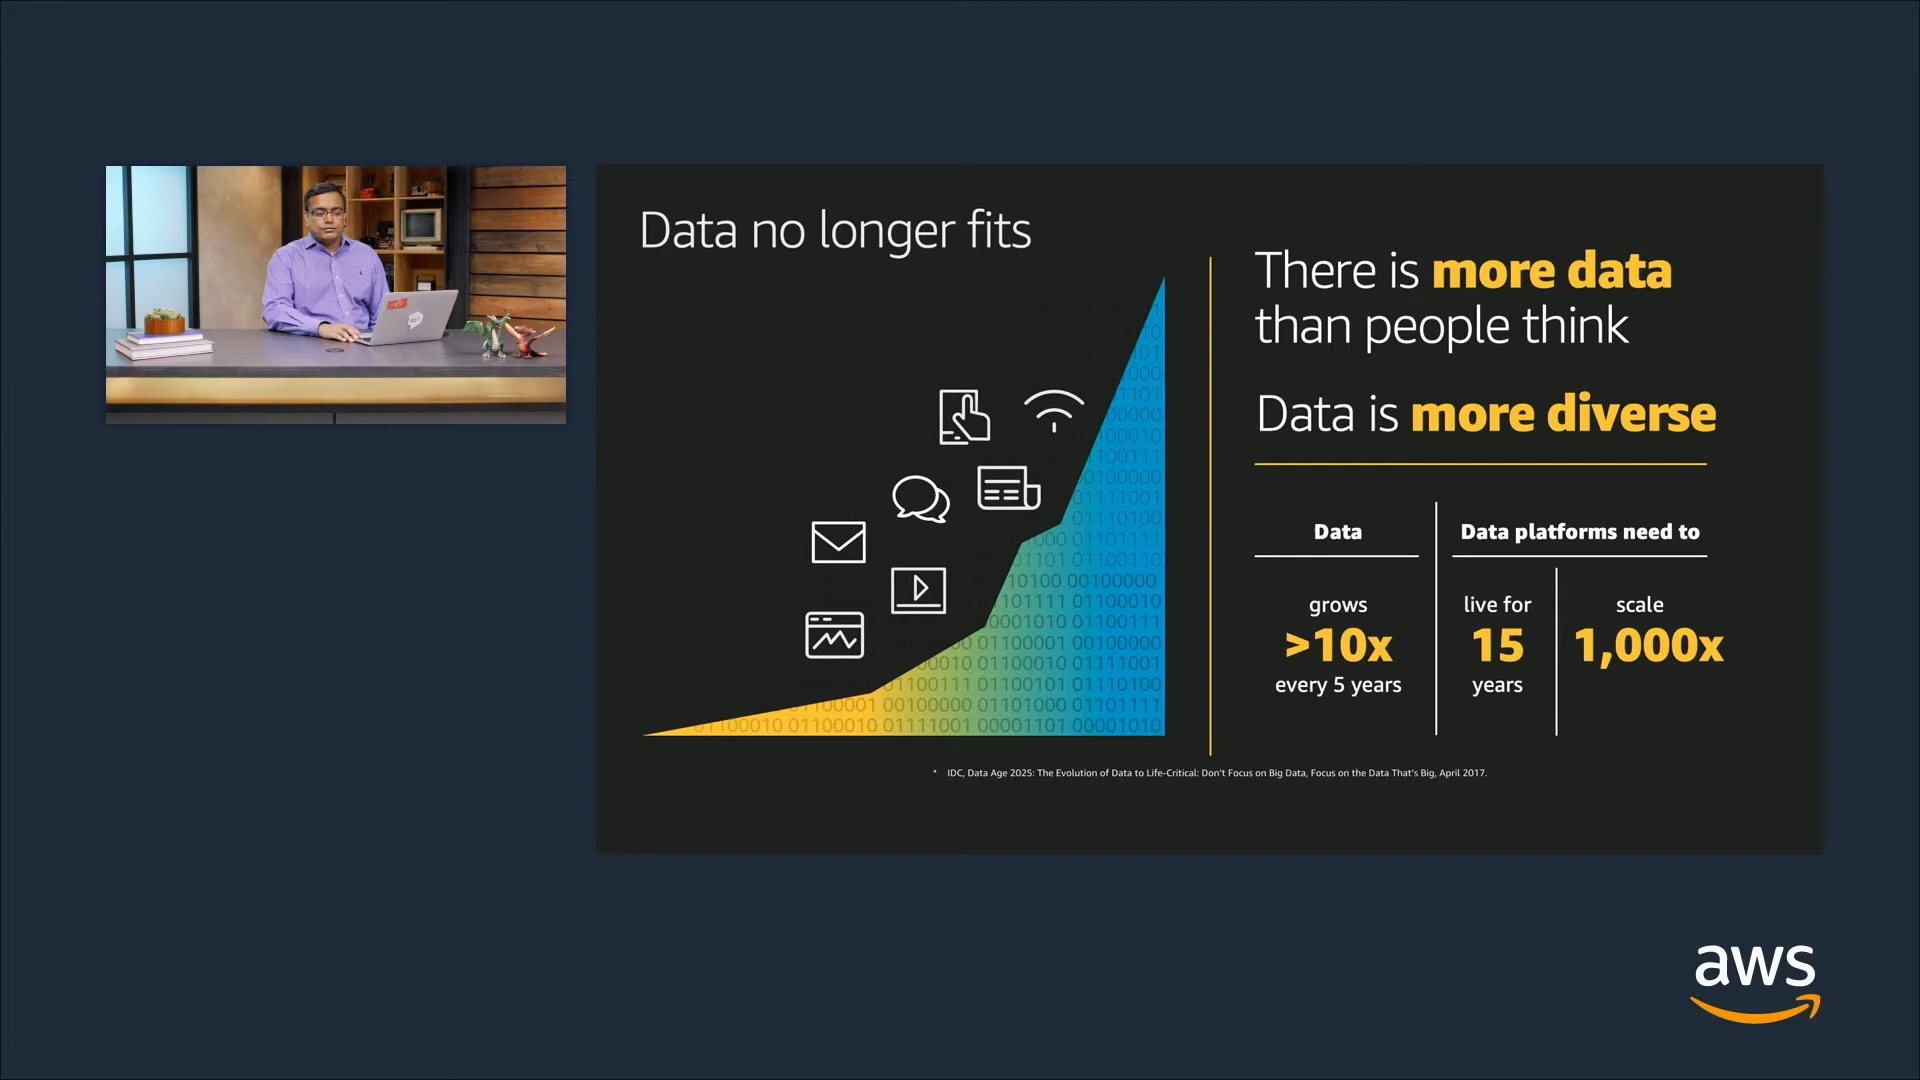 Data no longer fits
There is more data
than people think
Data is more diverse
Data
Data platforms need to
grows
>10x
every 5 years
live for
15
years
scale
1,000x
* IDC, Data Age 2025: The Evolution of Data to Life-Critical: Don't Focus on Big Data, Focus on the Data That's Big, April 2017.
aws